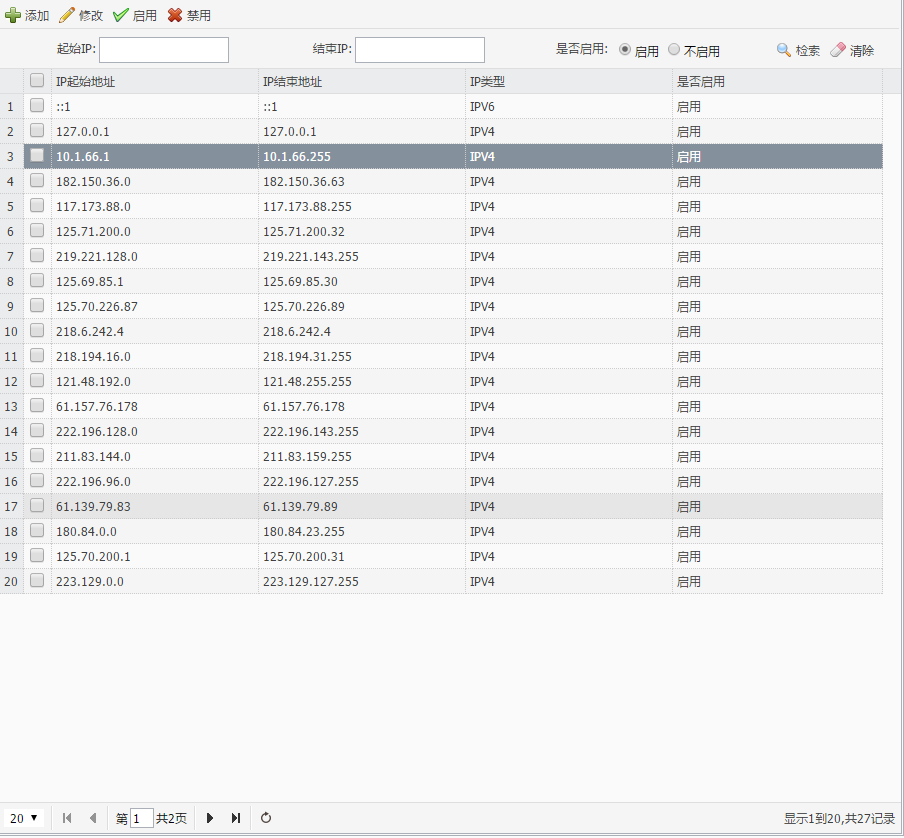 添加 修改 启用 禁用
起始IP: 结束IP: 是否启用: 启用 不启用 检索 清除
IP起始地址 IP结束地址 IP类型 是否启用
1 ::1 ::1 IPV6 启用
2 127.0.0.1 127.0.0.1 IPV4 启用
3 10.1.66.1 10.1.66.255 IPV4 启用
4 182.150.36.0 182.150.36.63 IPV4 启用
5 117.173.88.0 117.173.88.255 IPV4 启用
6 125.71.200.0 125.71.200.32 IPV4 启用
7 219.221.128.0 219.221.143.255 IPV4 启用
8 125.69.85.1 125.69.85.30 IPV4 启用
9 125.70.226.87 125.70.226.89 IPV4 启用
10 218.6.242.4 218.6.242.4 IPV4 启用
11 218.194.16.0 218.194.31.255 IPV4 启用
12 121.48.192.0 121.48.255.255 IPV4 启用
13 61.157.76.178 61.157.76.178 IPV4 启用
14 222.196.128.0 222.196.143.255 IPV4 启用
15 211.83.144.0 211.83.159.255 IPV4 启用
16 222.196.96.0 222.196.127.255 IPV4 启用
17 61.139.79.83 61.139.79.89 IPV4 启用
18 180.84.0.0 180.84.23.255 IPV4 启用
19 125.70.200.1 125.70.200.31 IPV4 启用
20 223.129.0.0 223.129.127.255 IPV4 启用
20 第 1 共2页 显示1到20,共27记录